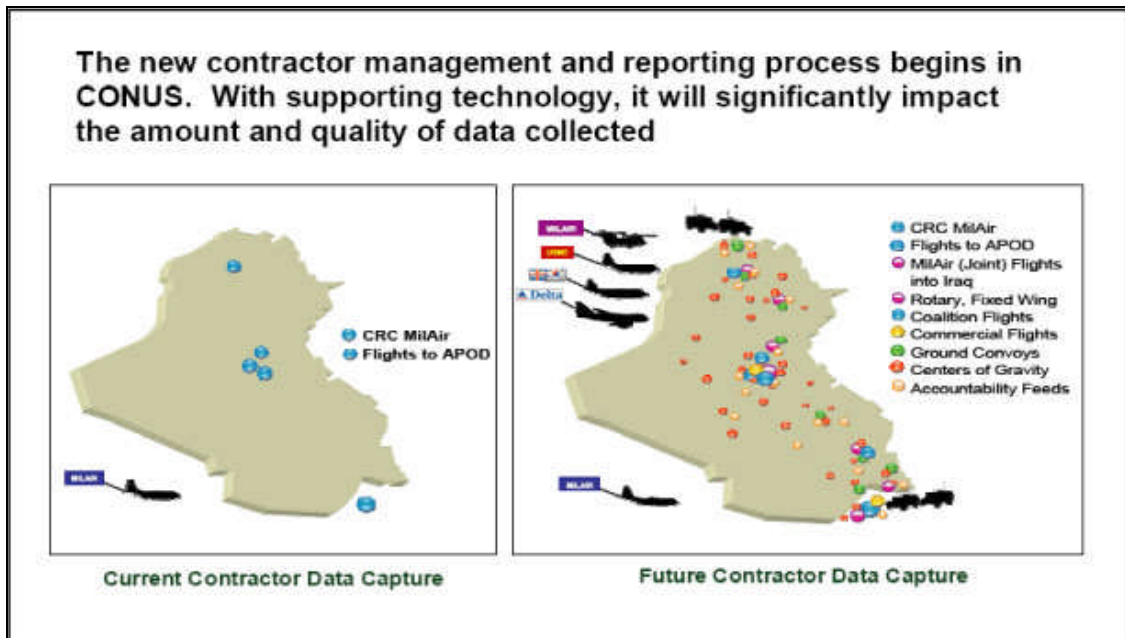 The new contractor management and reporting process begins in
CONUS. With supporting technology, it will significantly impact
the amount and quality of data collected
CRC MilAir
Flights to APOD
MILAIR
Current Contractor Data Capture
MILAIR
Delta
MILAIR
CRC MilAir
Flights to APOD
MilAir (Joint) Flights
into Iraq
Rotary, Fixed Wing
Coalition Flights
Commercial Flights
Ground Convoys
Centers of Gravity
Accountability Feeds
Future Contractor Data Capture